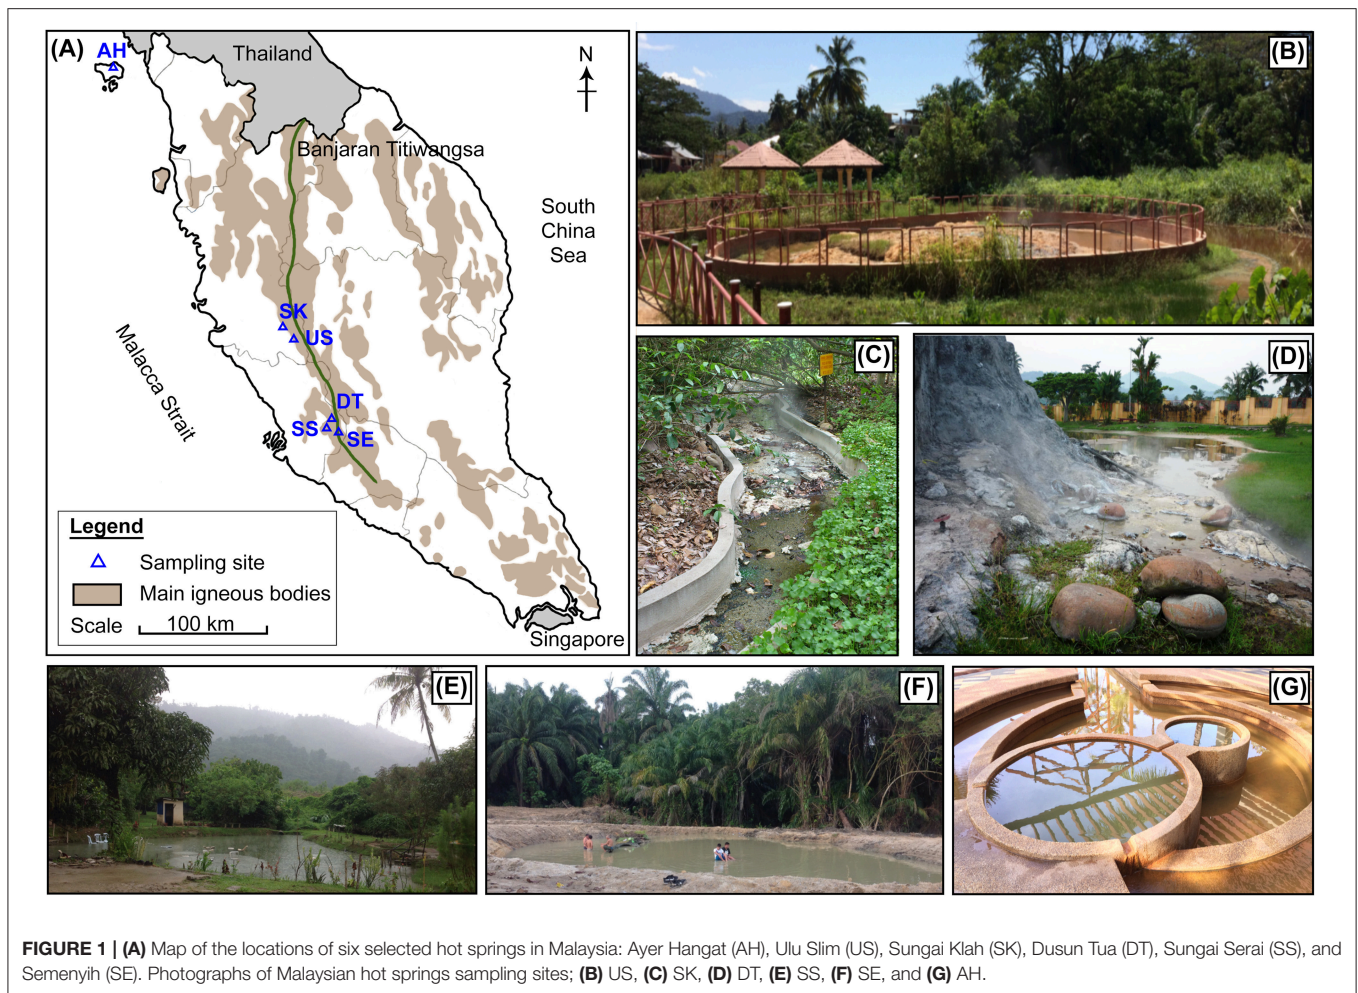 (A)
AH
Thailand
N
Banjaran Titiwangsa
South
China
Sea
SK
US
Malacca Strait
DT
SS
SE
Legend
Sampling site
Main igneous bodies
Scale
100 km
Singapore
(B)
(C)
(D)
(E)
(F)
(G)
FIGURE 1 | (A) Map of the locations of six selected hot springs in Malaysia: Ayer Hangat (AH), Ulu Slim (US), Sungai Klah (SK), Dusun Tua (DT), Sungai Serai (SS), and
Semenyih (SE). Photographs of Malaysian hot springs sampling sites; (B) US, (C) SK, (D) DT, (E) SS, (F) SE, and (G) AH.